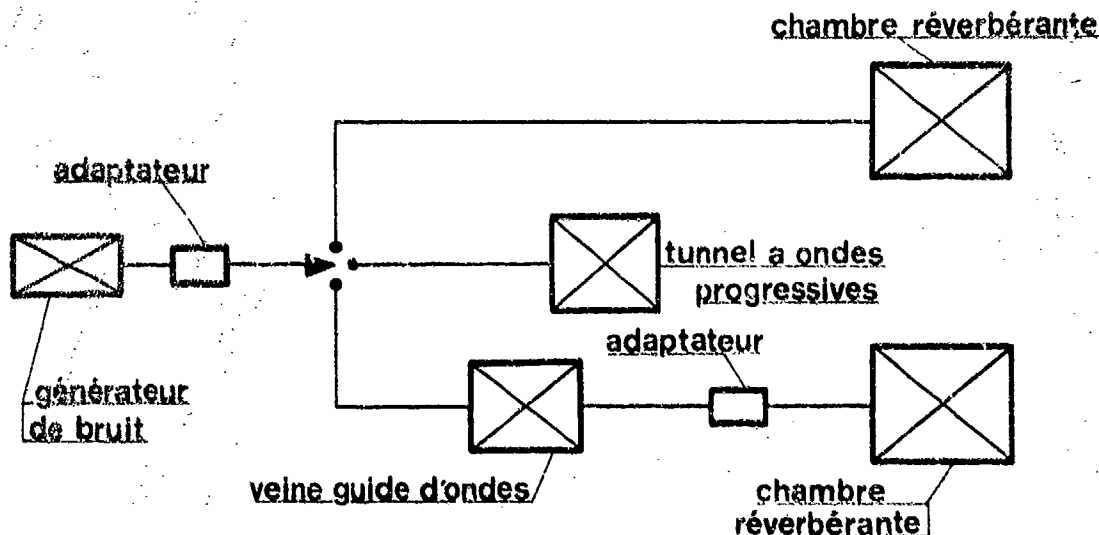 chambre réverbérante
adaptateur
tunnel a ondes
progressives
adaptateur
générateur
de bruit
veine guide d'ondes
chambre
réverbérante